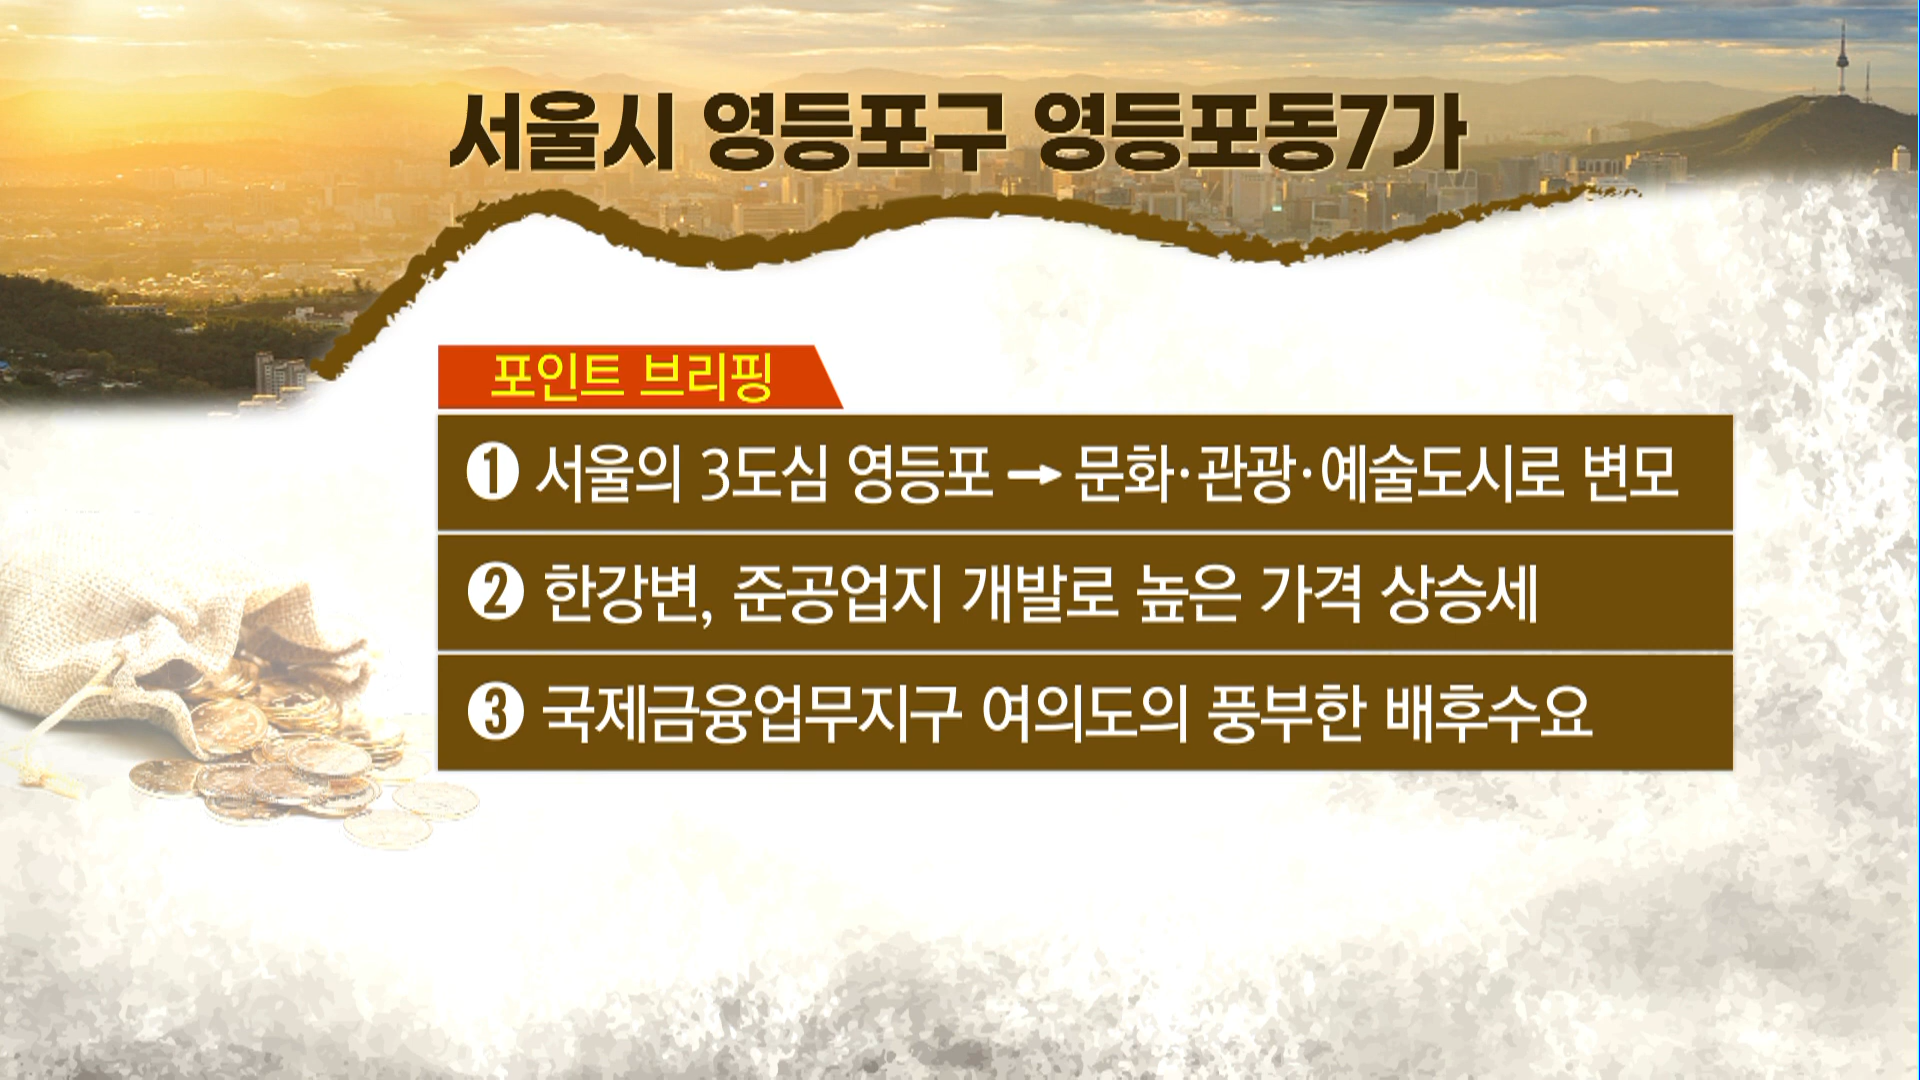 서울시 영등포구 영등포동7가
포인트 브리핑
❶ 서울의 3도심 영등포 → 문화·관광·예술도시로 변모
❷ 한강변, 준공업지 개발로 높은 가격 상승세
❸ 국제금융업무지구 여의도의 풍부한 배후수요